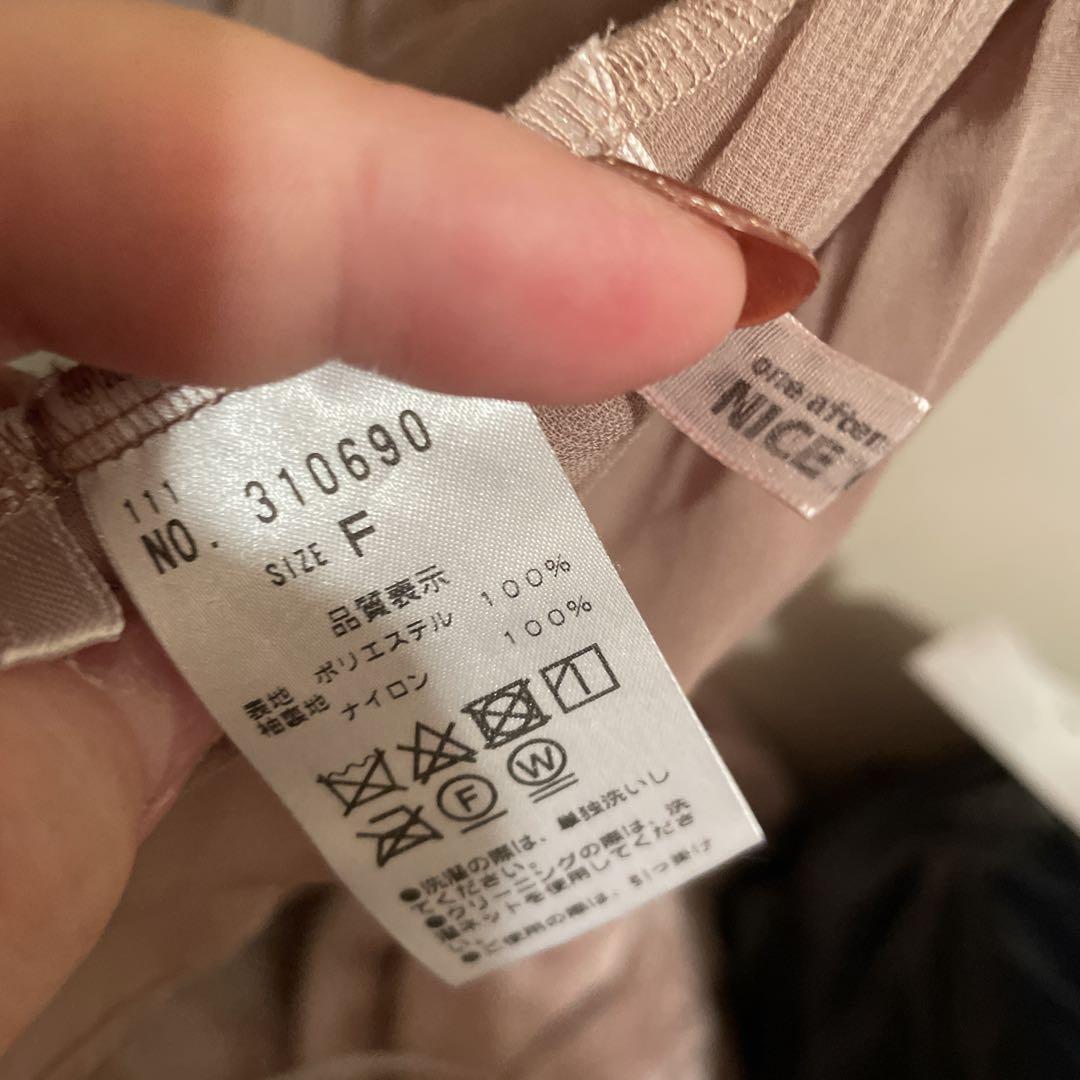 111
NO. 310690
SIZE F
品質表示
ポリエステル 100%
袖口地 ナイロン 100%
F
W
●洗濯の際は、単独洗いし
てください。
●クリーニングの際は、洗
濯ネットを使用してくださ
い。
one after
NICE